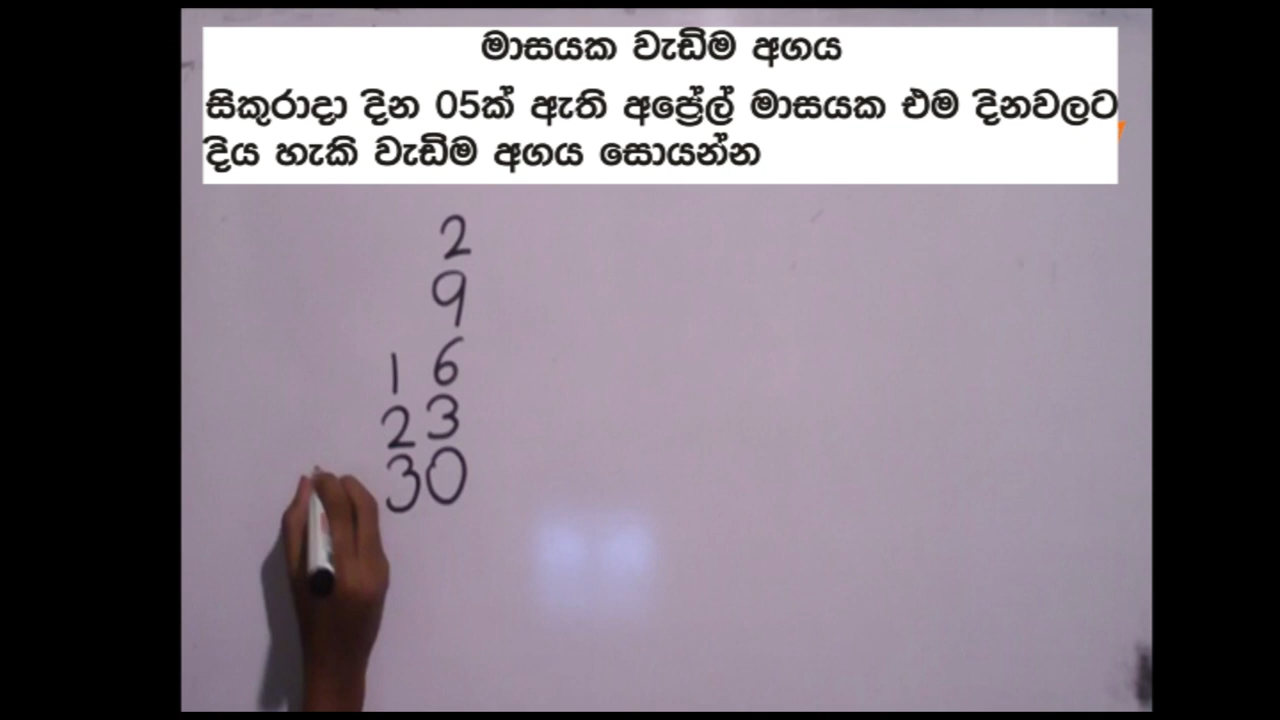 මාසයක වැඩිම අගය
සිකුරාදා දින 05ක් ඇති අප්‍රේල් මාසයක එම දිනවලට
දිය හැකි වැඩිම අගය සොයන්න
2
9
16
23
30